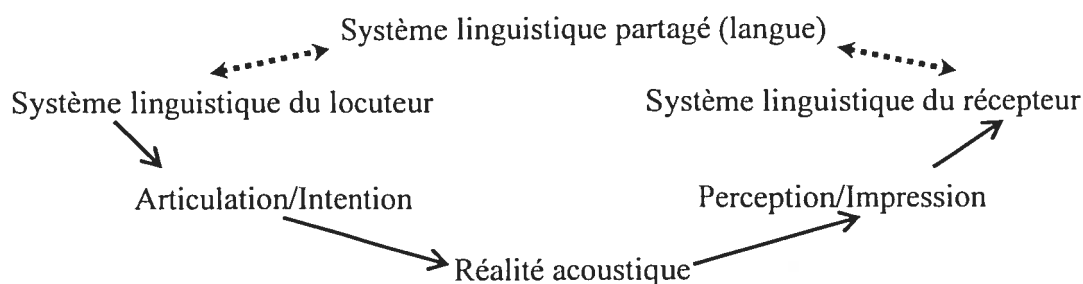 Système linguistique partagé (langue)
Système linguistique du locuteur
Système linguistique du récepteur
Articulation/Intention
Perception/Impression
Réalité acoustique